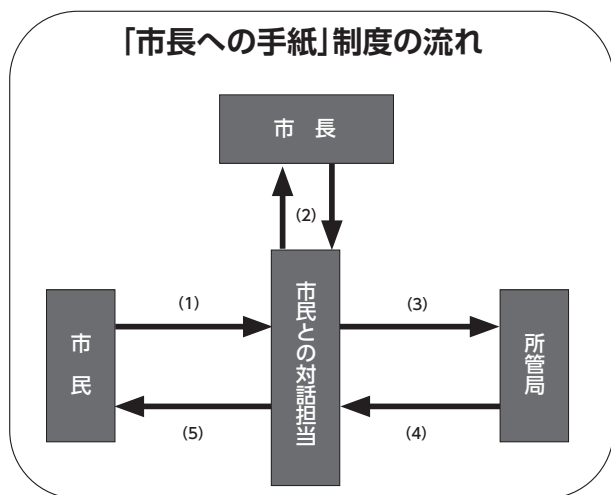 「市長への手紙」制度の流れ
市 長
(2)
(1)
(3)
市民
市民との対話担当
所管局
(5)
(4)